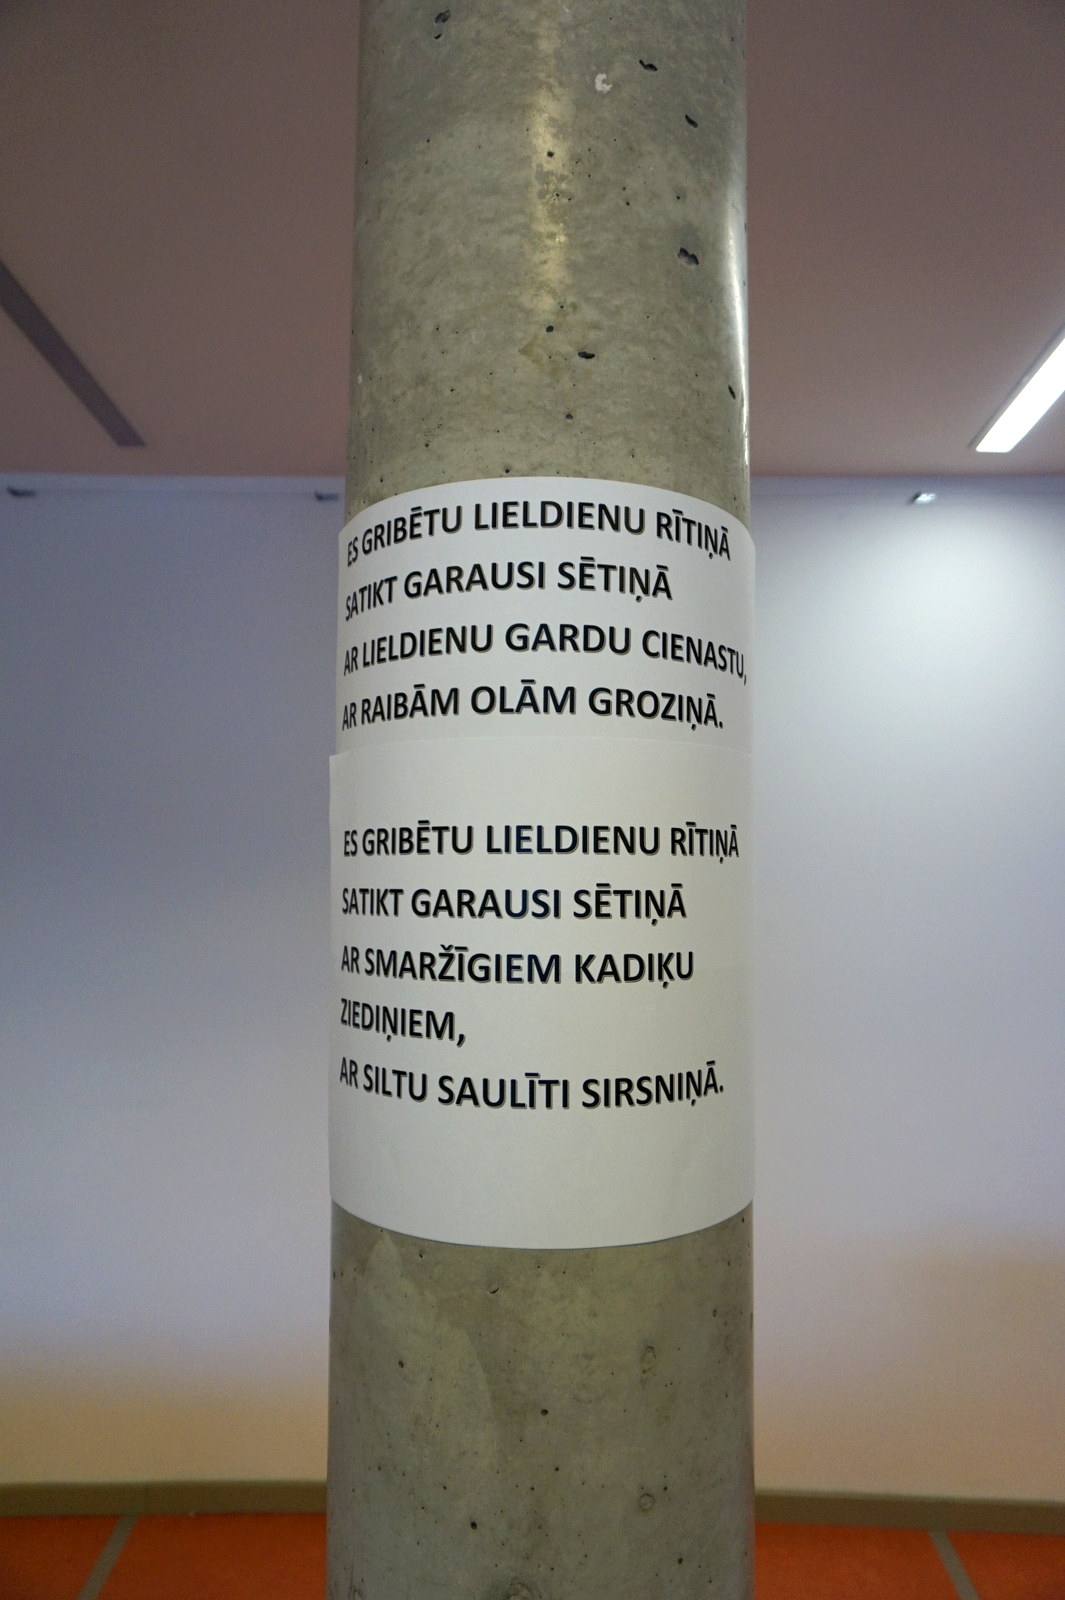 ES GRIBĒTU LIELDIENU RĪTIŅĀ
SATIKT GARAUSI SĒTIŅĀ
AR LIELDIENU GARDU CIENASTU,
AR RAIBĀM OLĀM GROZIŅĀ.
ES GRIBĒTU LIELDIENU RĪTIŅĀ
SATIKT GARAUSI SĒTIŅĀ
AR SMARŽĪGIEM KADIĶU
ZIEDIŅIEM,
AR SILTU SAULĪTI SIRSNIŅĀ.